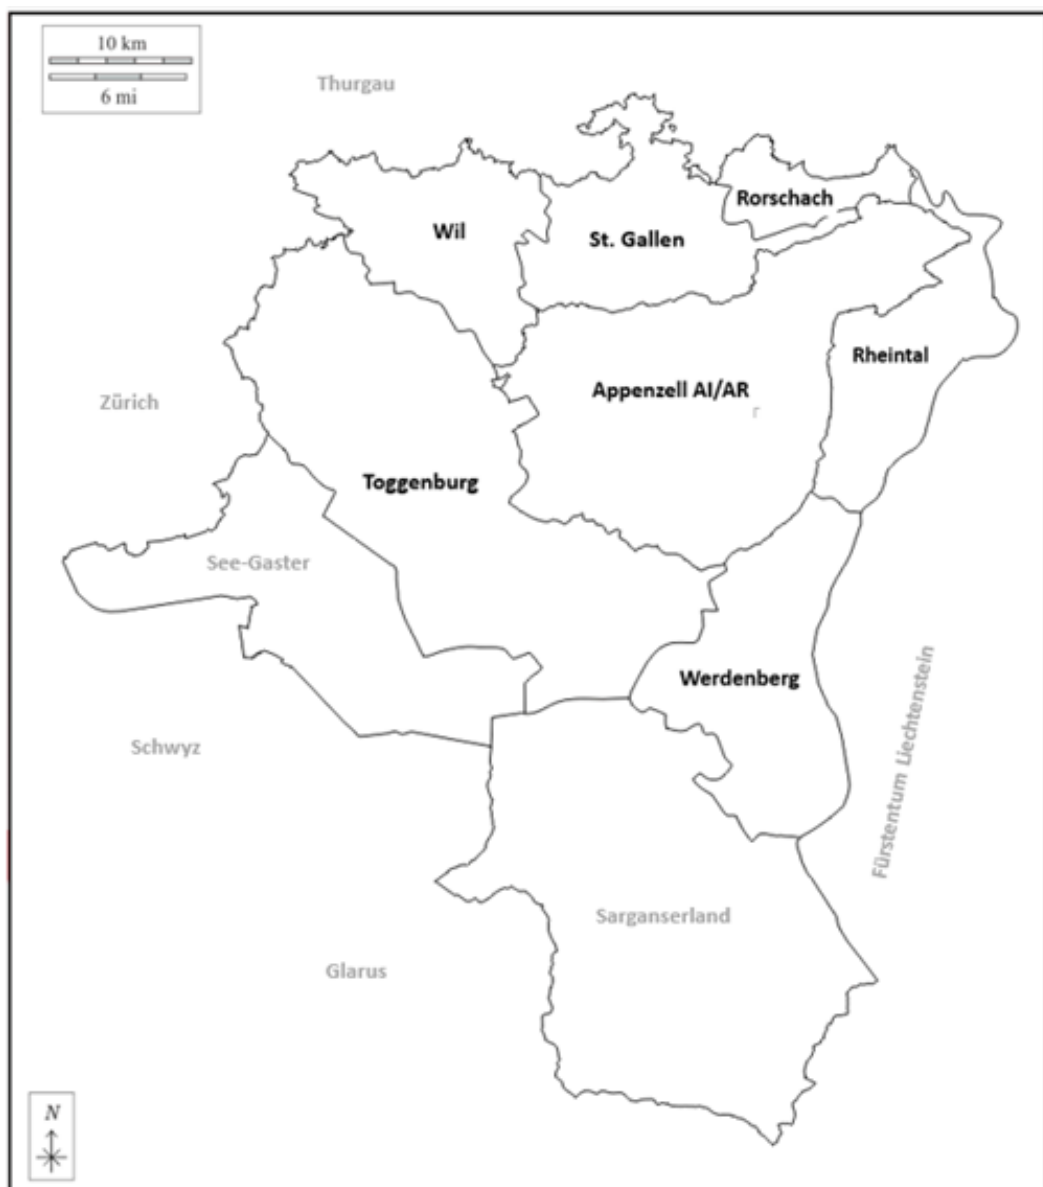 10 km
6 mi
Thurgau
Rorschach
Wil
St. Gallen
Rheintal
Appenzell AI/AR
Zürich
Toggenburg
See-Gaster
Werdenberg
Schwyz
Fürstentum Liechtenstein
Sarganserland
Glarus
N